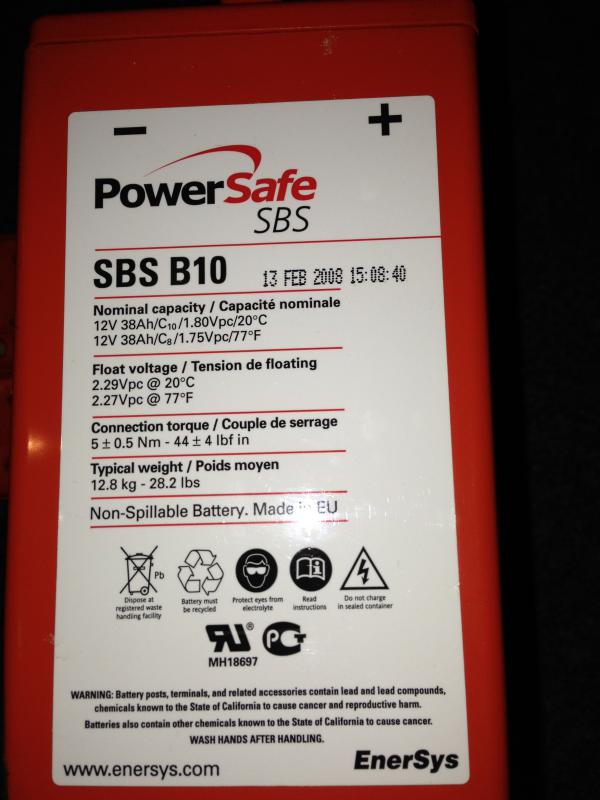 − +
PowerSafe
SBS
SBS B10 13 FEB 2008 15:08:40
Nominal capacity / Capacité nominale
12V 38Ah/C10/1.80Vpc/20°C
12V 38Ah/C8/1.75Vpc/77°F
Float voltage / Tension de floating
2.29Vpc @ 20°C
2.27Vpc @ 77°F
Connection torque / Couple de serrage
5 ± 0.5 Nm - 44 ± 4 lbf in
Typical weight / Poids moyen
12.8 kg - 28.2 lbs
Non-Spillable Battery. Made in EU
Pb
Dispose at
registered waste
handling facility
Battery must
be recycled
Protect eyes from
electrolyte
Read
instructions
Do not charge
in sealed container
RU® PCT
MH18697
WARNING: Battery posts, terminals, and related accessories contain lead and lead compounds,
chemicals known to the State of California to cause cancer and reproductive harm.
Batteries also contain other chemicals known to the State of California to cause cancer.
WASH HANDS AFTER HANDLING.
www.enersys.com EnerSys